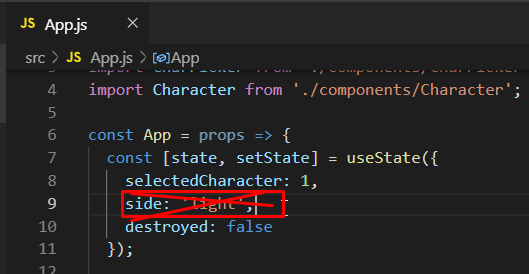 JS App.js ×
src > JS App.js > App
3 import CharPicker from './components/CharPicker
4 import Character from './components/Character';
5
6 const App = props => {
7 const [state, setState] = useState({
8 selectedCharacter: 1,
9 side: 'light',
10 destroyed: false
11 });
12